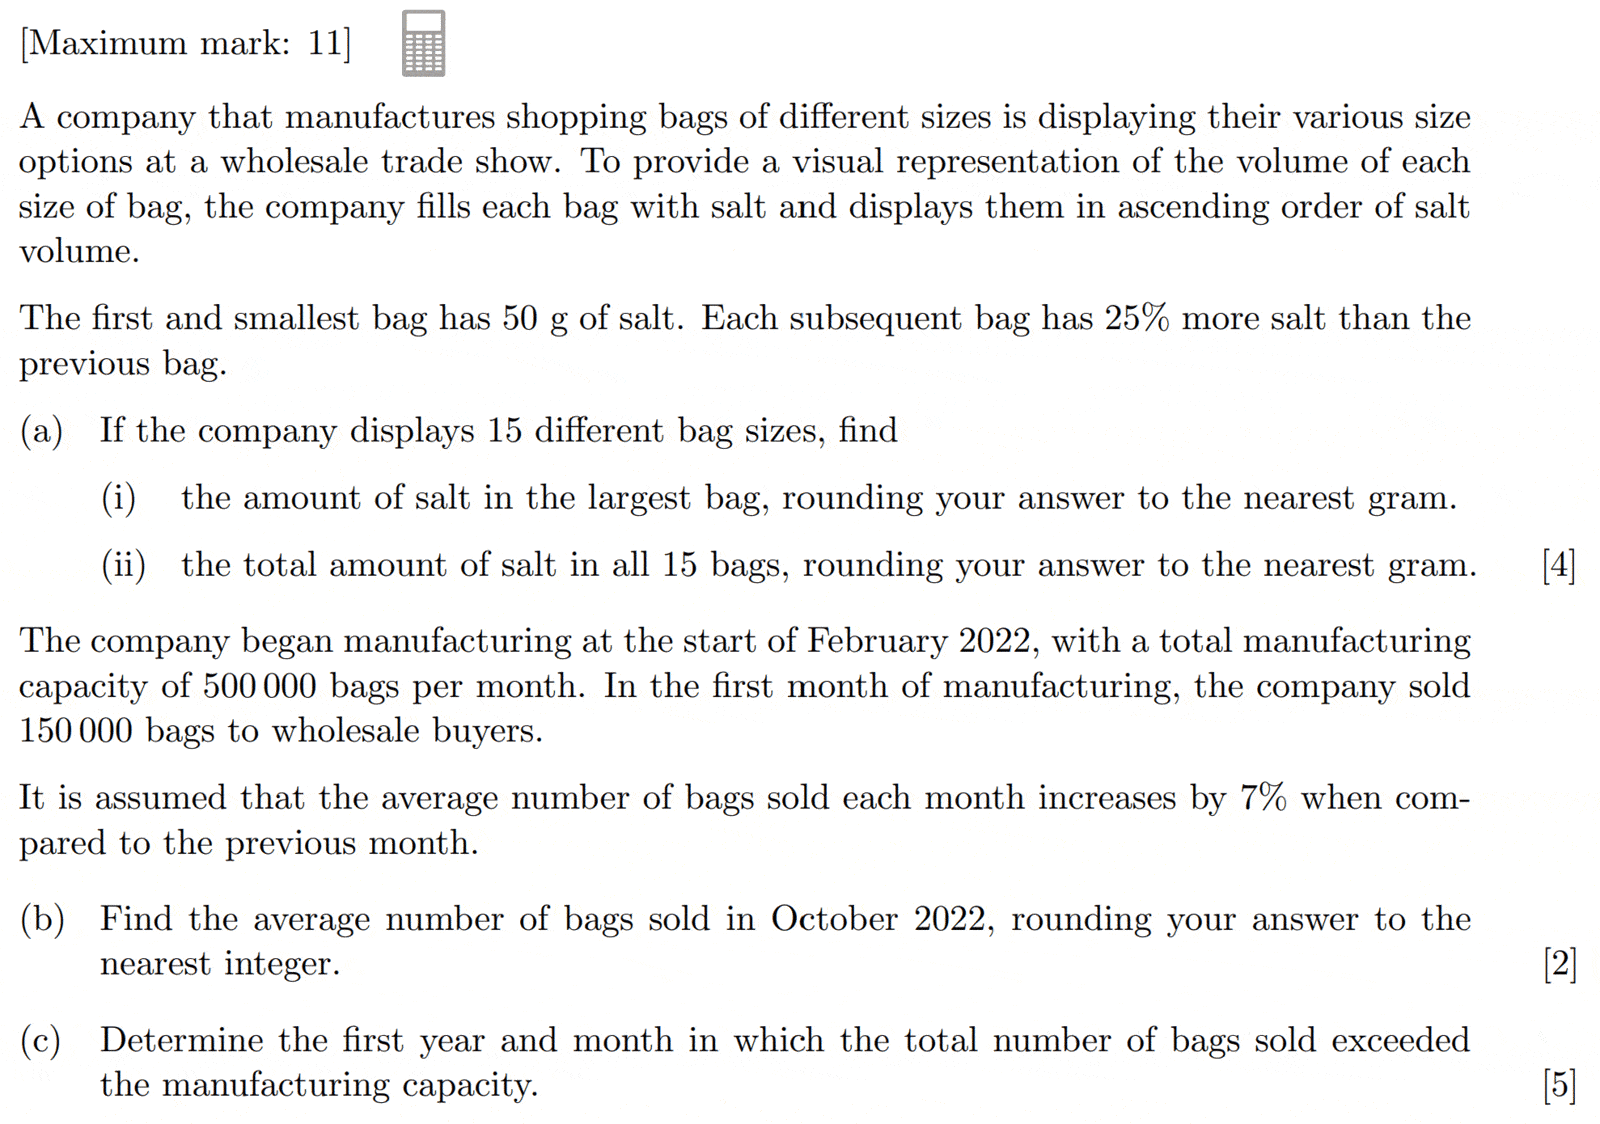 [Maximum mark: 11]
A company that manufactures shopping bags of different sizes is displaying their various size
options at a wholesale trade show. To provide a visual representation of the volume of each
size of bag, the company fills each bag with salt and displays them in ascending order of salt
volume.
The first and smallest bag has 50 g of salt. Each subsequent bag has 25% more salt than the
previous bag.
(a) If the company displays 15 different bag sizes, find
(i) the amount of salt in the largest bag, rounding your answer to the nearest gram.
(ii) the total amount of salt in all 15 bags, rounding your answer to the nearest gram. [4]
The company began manufacturing at the start of February 2022, with a total manufacturing
capacity of 500 000 bags per month. In the first month of manufacturing, the company sold
150 000 bags to wholesale buyers.
It is assumed that the average number of bags sold each month increases by 7% when com-
pared to the previous month.
(b) Find the average number of bags sold in October 2022, rounding your answer to the
nearest integer. [2]
(c) Determine the first year and month in which the total number of bags sold exceeded
the manufacturing capacity. [5]